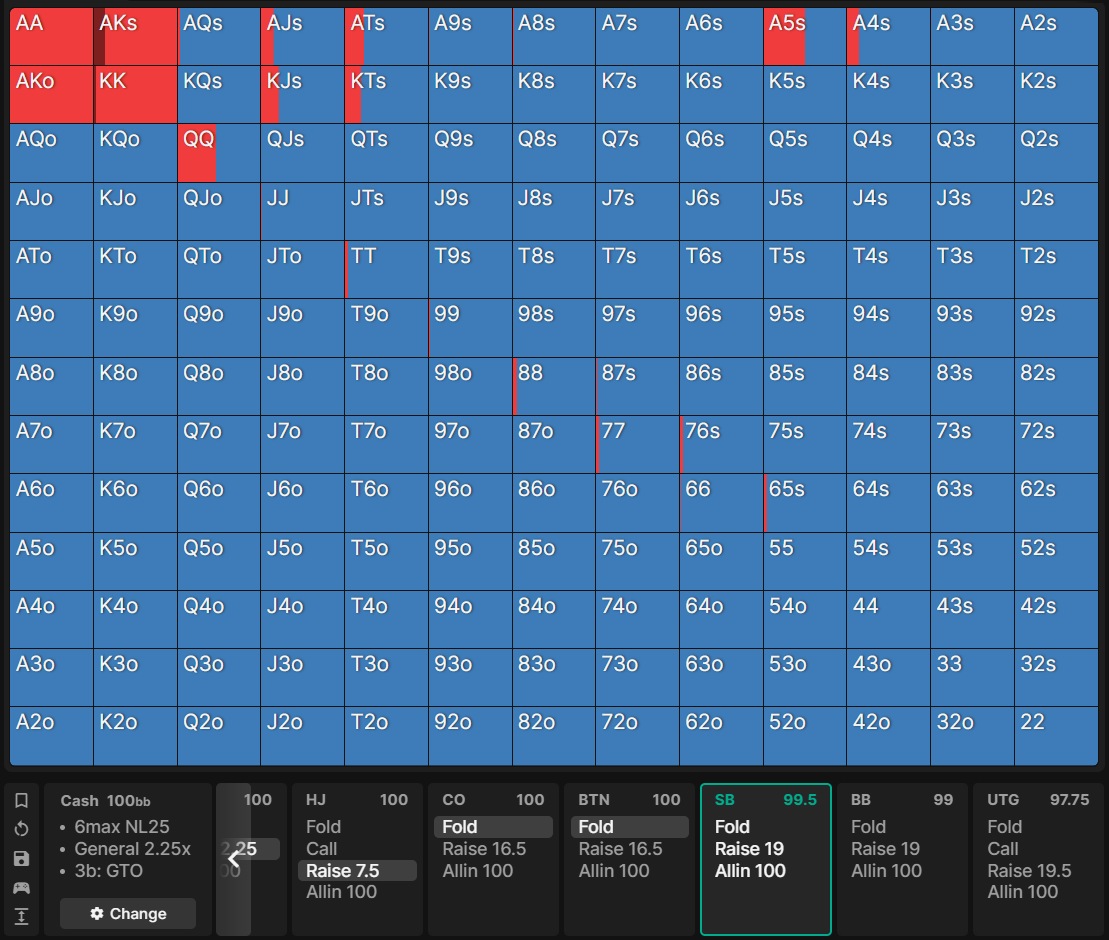 AA AKs AQs AJs ATs A9s A8s A7s A6s A5s A4s A3s A2s
AKo KK KQs KJs KTs K9s K8s K7s K6s K5s K4s K3s K2s
AQo KQo QQ QJs QTs Q9s Q8s Q7s Q6s Q5s Q4s Q3s Q2s
AJo KJo QJo JJ JTs J9s J8s J7s J6s J5s J4s J3s J2s
ATo KTo QTo JTo TT T9s T8s T7s T6s T5s T4s T3s T2s
A9o K9o Q9o J9o T9o 99 98s 97s 96s 95s 94s 93s 92s
A8o K8o Q8o J8o T8o 98o 88 87s 86s 85s 84s 83s 82s
A7o K7o Q7o J7o T7o 97o 87o 77 76s 75s 74s 73s 72s
A6o K6o Q6o J6o T6o 96o 86o 76o 66 65s 64s 63s 62s
A5o K5o Q5o J5o T5o 95o 85o 75o 65o 55 54s 53s 52s
A4o K4o Q4o J4o T4o 94o 84o 74o 64o 54o 44 43s 42s
A3o K3o Q3o J3o T3o 93o 83o 73o 63o 53o 43o 33 32s
A2o K2o Q2o J2o T2o 92o 82o 72o 62o 52o 42o 32o 22
Cash 100bb
• 6max NL25
• General 2.25x
• 3b: GTO
Change
100
2.25
HJ 100
Fold
Call
Raise 7.5
Allin 100
CO 100
Fold
Raise 16.5
Allin 100
BTN 100
Fold
Raise 16.5
Allin 100
SB 99.5
Fold
Raise 19
Allin 100
BB 99
Fold
Raise 19
Allin 100
UTG 97.75
Fold
Call
Raise 19.5
Allin 100